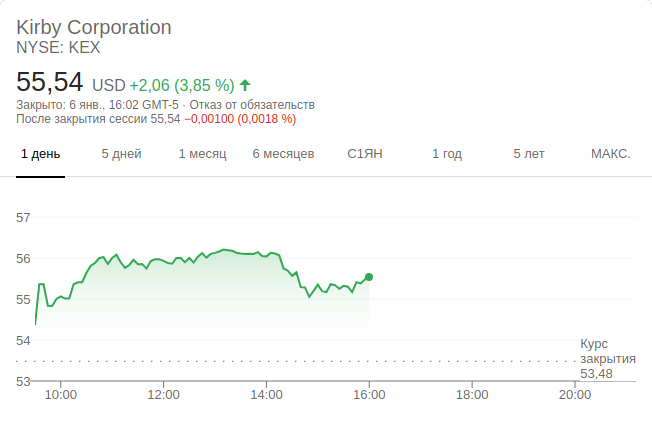 Kirby Corporation
NYSE: KEX
55,54 USD +2,06 (3,85 %)
Закрыто: 6 янв., 16:02 GMT-5 · Отказ от обязательств
После закрытия сессии 55,54 −0,00100 (0,0018 %)
1 день 5 дней 1 месяц 6 месяцев С1ЯН 1 год 5 лет МАКС.
57
56
55
54
Курс
закрытия
53,48
53
10:00 12:00 14:00 16:00 18:00 20:00